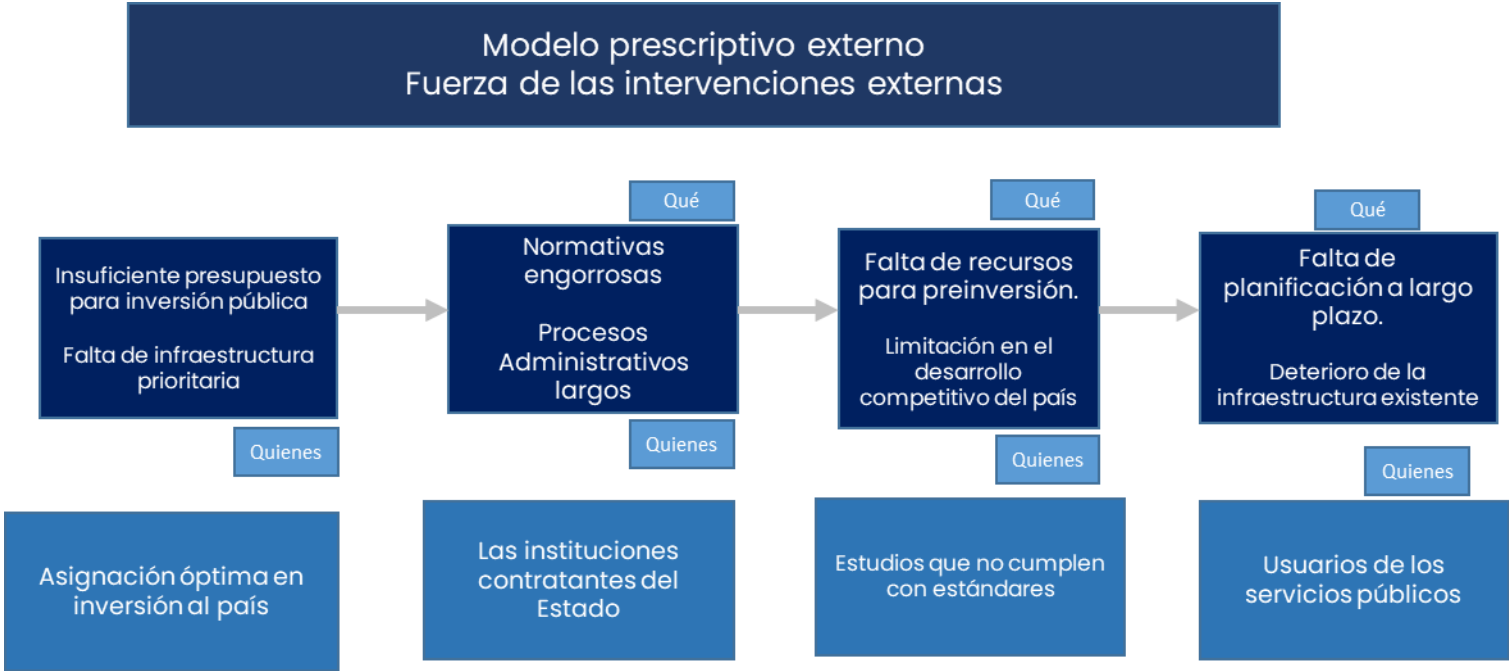 Modelo prescriptivo externo
Fuerza de las intervenciones externas
Qué
Qué
Qué
Insuficiente presupuesto
para inversión pública
Falta de infraestructura
prioritaria
Normativas
engorrosas
Procesos
Administrativos
largos
Falta de recursos
para preinversión.
Limitación en el
desarrollo
competitivo del país
Falta de
planificación a largo
plazo.
Deterioro de la
infraestructura existente
Quienes
Quienes
Quienes
Quienes
Asignación óptima en
inversión al país
Las instituciones
contratantes del
Estado
Estudios que no cumplen
con estándares
Usuarios de los
servicios públicos